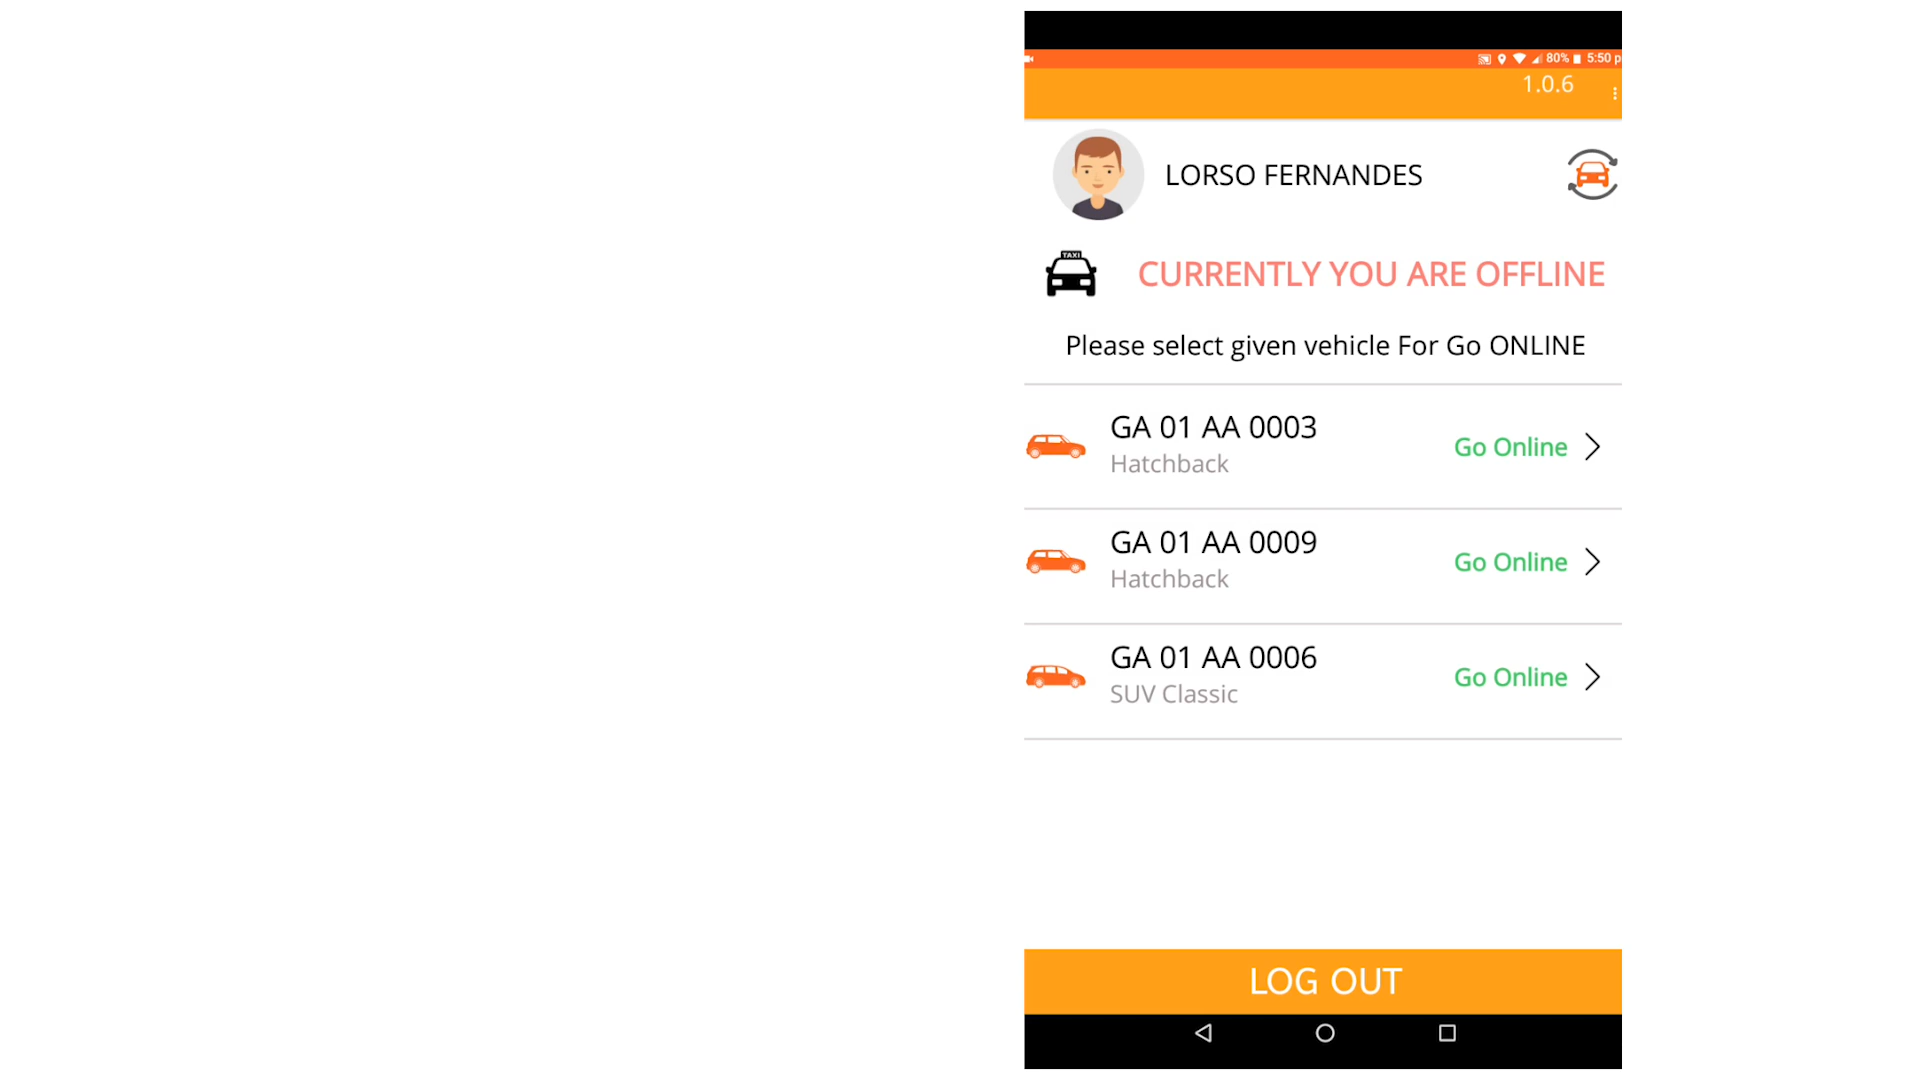 80% 5:50 p
1.0.6
LORSO FERNANDES
TAXI
CURRENTLY YOU ARE OFFLINE
Please select given vehicle For Go ONLINE
GA 01 AA 0003
Hatchback
Go Online
GA 01 AA 0009
Hatchback
Go Online
GA 01 AA 0006
SUV Classic
Go Online
LOG OUT